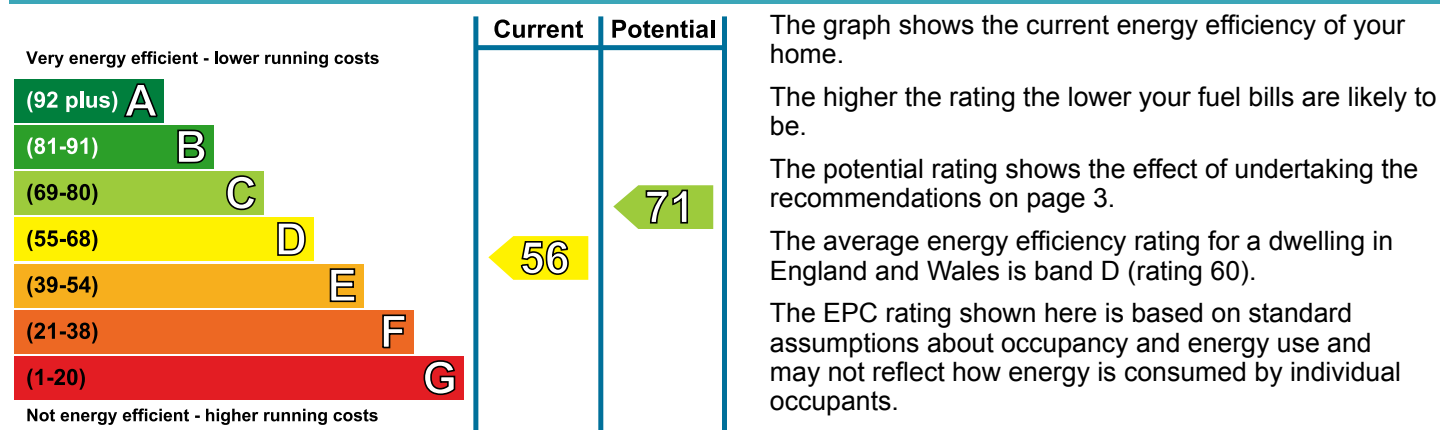 Current Potential
Very energy efficient - lower running costs
(92 plus) A
(81-91) B
(69-80) C
(55-68) D
(39-54) E
(21-38) F
(1-20) G
Not energy efficient - higher running costs
56
71
The graph shows the current energy efficiency of your
home.
The higher the rating the lower your fuel bills are likely to
be.
The potential rating shows the effect of undertaking the
recommendations on page 3.
The average energy efficiency rating for a dwelling in
England and Wales is band D (rating 60).
The EPC rating shown here is based on standard
assumptions about occupancy and energy use and
may not reflect how energy is consumed by individual
occupants.